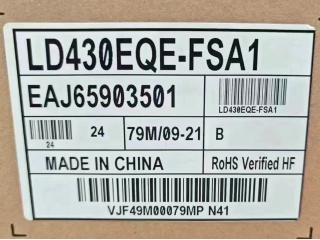 LD430EQE-FSA1
EAJ65903501
LD430EQE-FSA1
24
24
79M/09-21
B
MADE IN CHINA
RoHS Verified HF
VJF49M00079MP N41